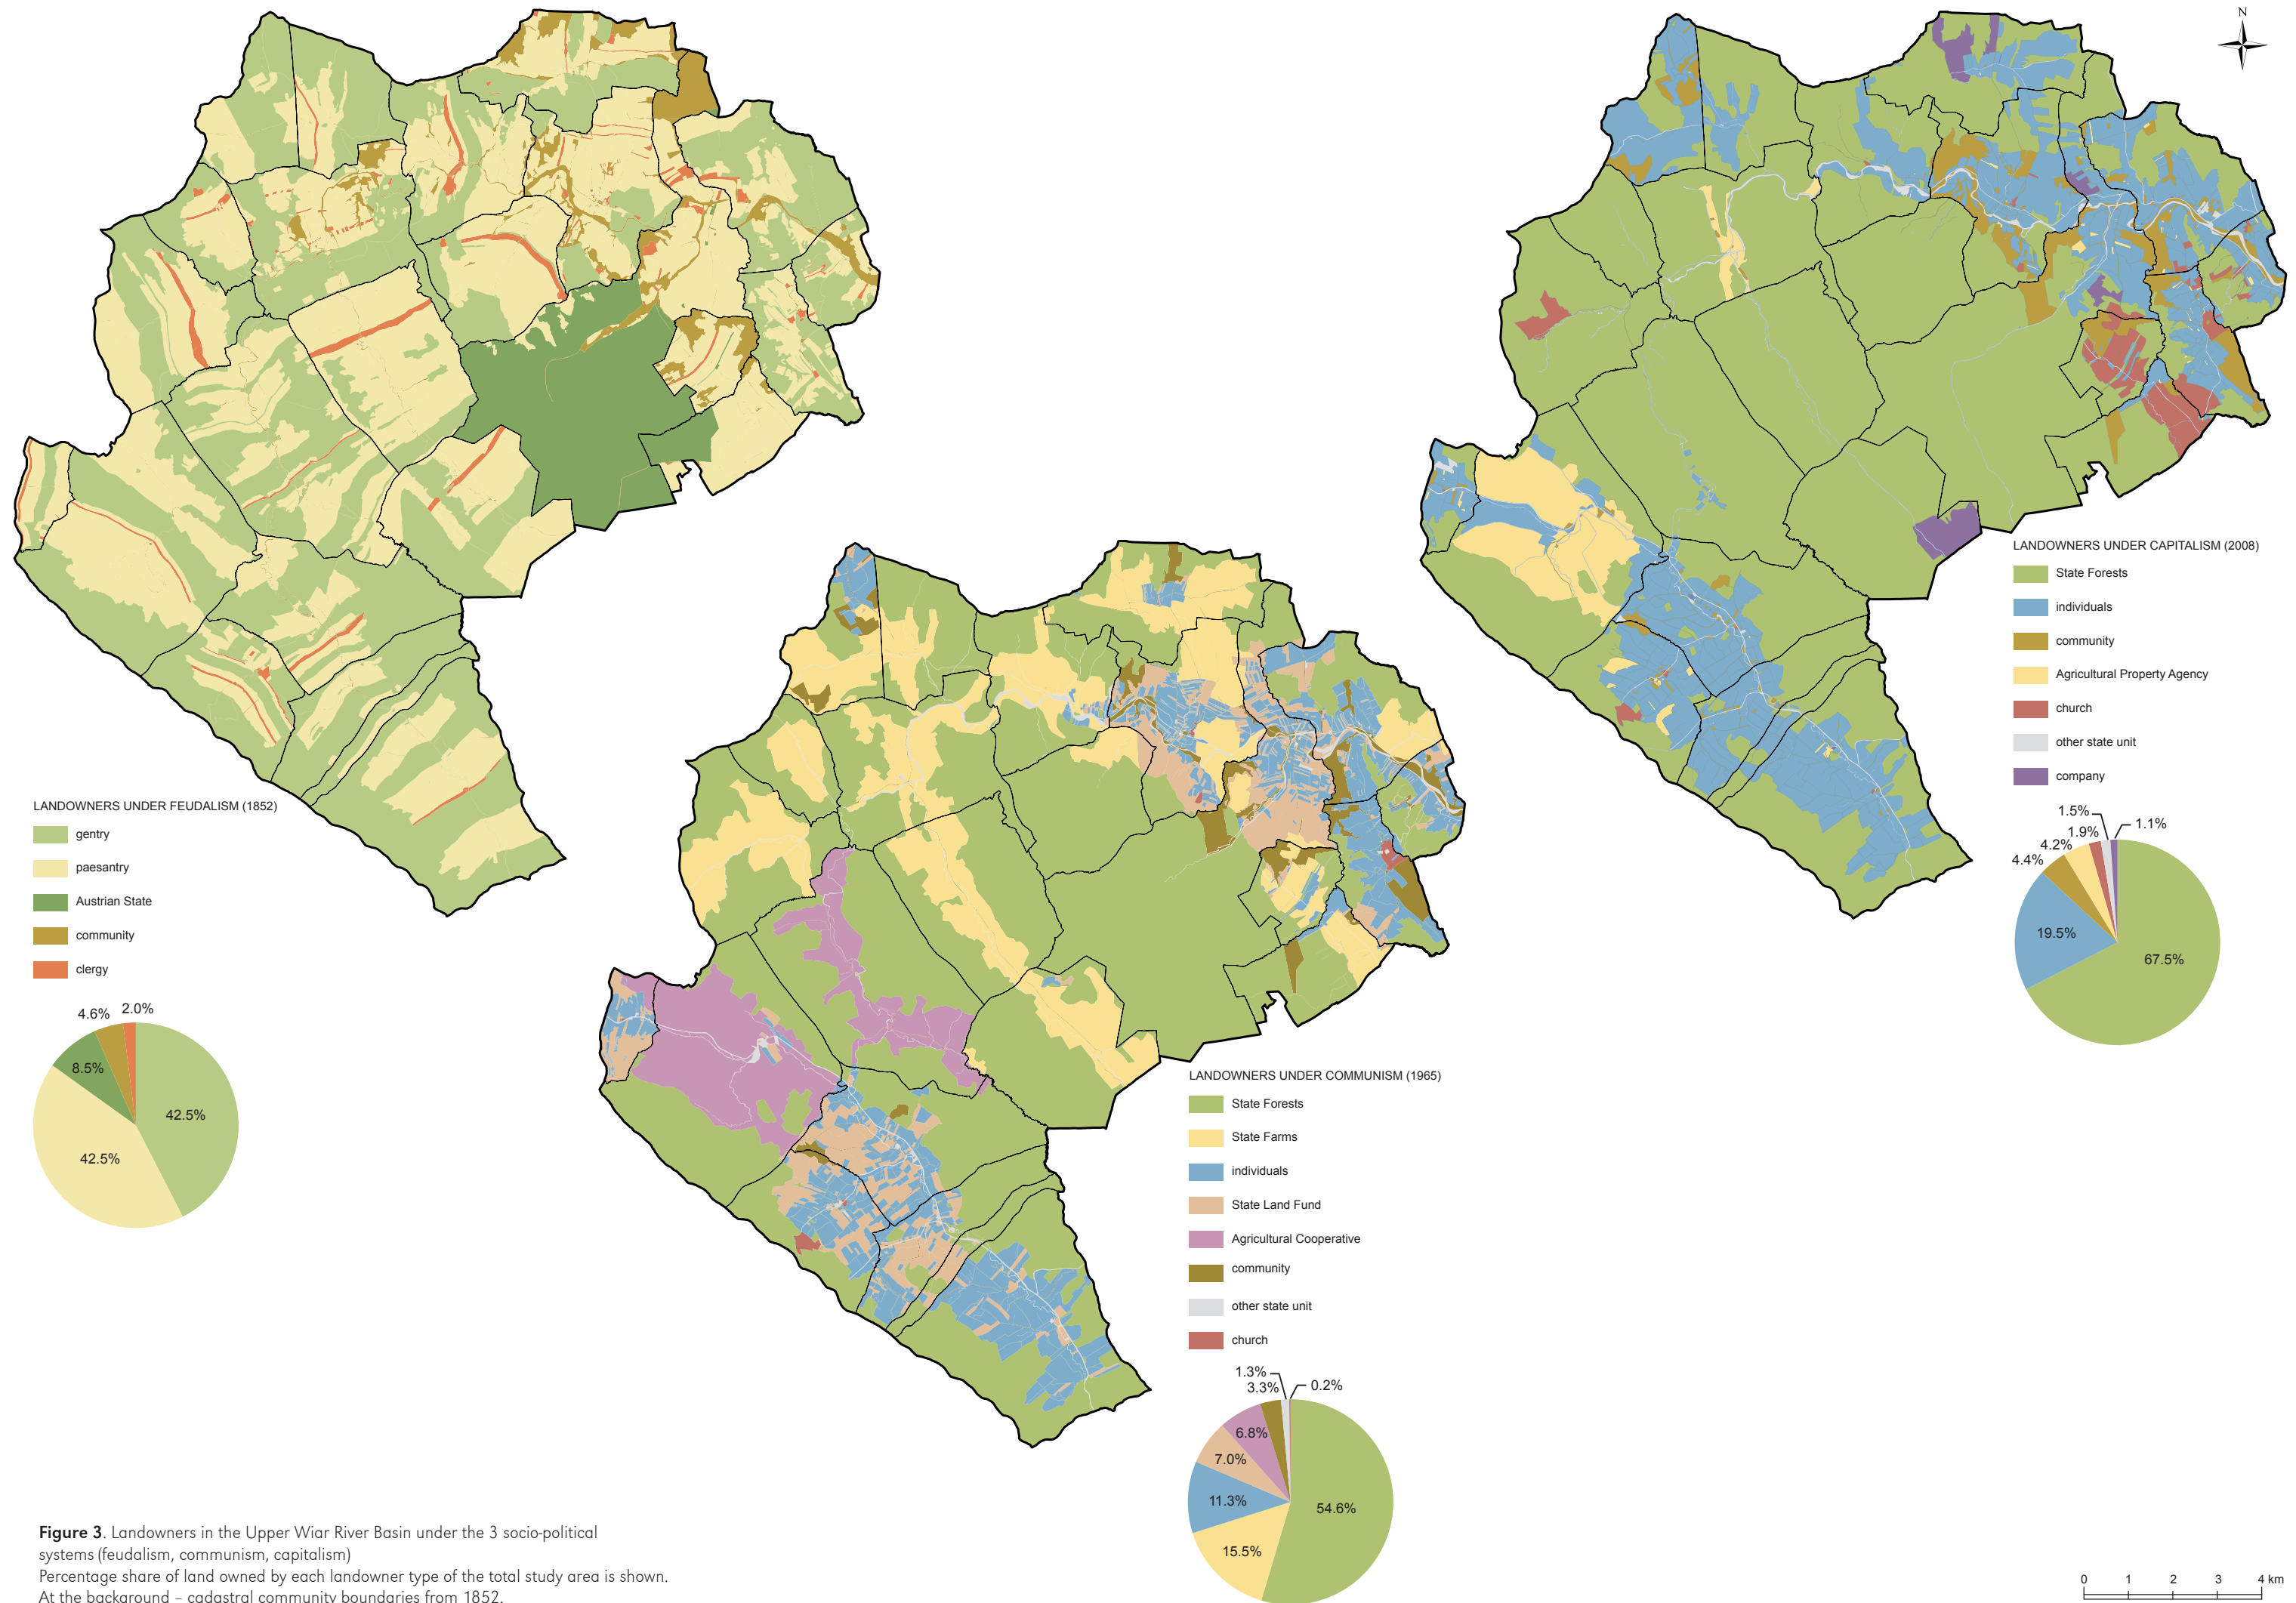 N
LANDOWNERS UNDER FEUDALISM (1852)
gentry
paesantry
Austrian State
community
clergy
4.6%
2.0%
8.5%
42.5%
42.5%
LANDOWNERS UNDER COMMUNISM (1965)
State Forests
State Farms
individuals
State Land Fund
Agricultural Cooperative
community
other state unit
church
1.3%
3.3%
0.2%
6.8%
7.0%
11.3%
54.6%
15.5%
LANDOWNERS UNDER CAPITALISM (2008)
State Forests
individuals
community
Agricultural Property Agency
church
other state unit
company
1.5%
1.1%
1.9%
4.2%
4.4%
19.5%
67.5%
Figure 3. Landowners in the Upper Wiar River Basin under the 3 socio-political
systems (feudalism, communism, capitalism)
Percentage share of land owned by each landowner type of the total study area is shown.
At the background – cadastral community boundaries from 1852.
0 1 2 3 4 km